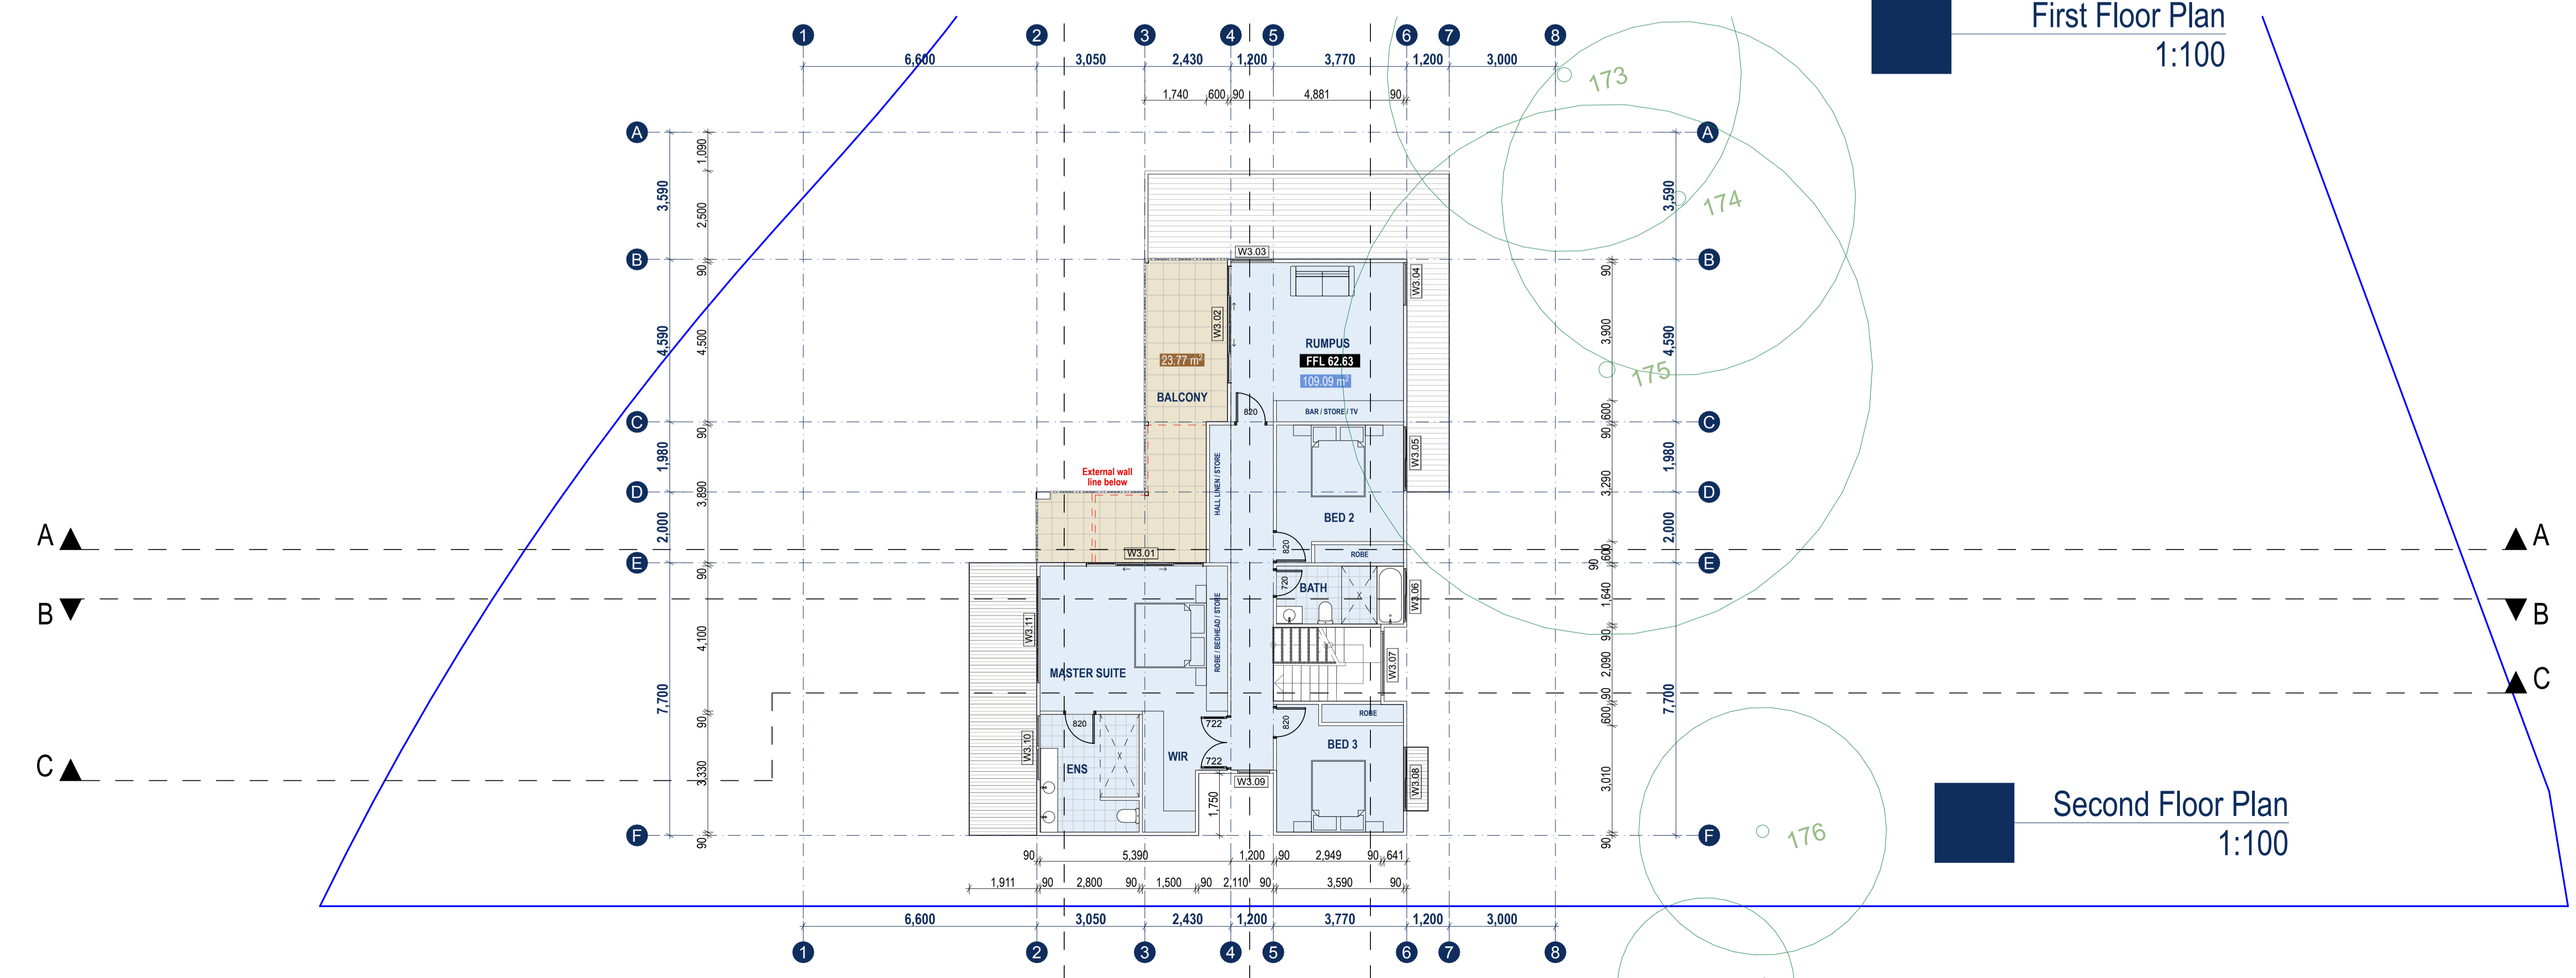 First Floor Plan
1:100
1 2 3 4 5 6 7 8
6,600 3,050 2,430 1,200 3,770 1,200 3,000
1,740 600 90 4,881 90
173
174
175
176
A A
B B
C C
D D
E E
F F
3,590 4,590 1,980 2,000 7,700
1,090 2,500 90 4,500 90 3,890 90 4,100 90 3,330 90
W3.03
W3.04
W3.02
23.77 m²
BALCONY
RUMPUS
FFL 62.63
109.09 m²
820
BAR / STORE / TV
W3.05
External wall
line below
HALL LINEN / STORE
BED 2
W3.01
820
ROBE
720
BATH
W3.06
W3.11
MASTER SUITE
ROBE / BEDHEAD / STORE
W3.07
820
722
820
ROBE
W3.10
ENS
WIR
722
BED 3
W3.09
W3.08
1,750
90 3,900 600 90 3,290 600 90 1,640 90 2,090 90 600 3,010 90
3,590 4,590 1,980 2,000 7,700
A A
B B
C C
Second Floor Plan
1:100
90 5,390 1,200 90 2,949 90 641
1,911 90 2,800 90 1,500 90 2,110 90 3,590 90
6,600 3,050 2,430 1,200 3,770 1,200 3,000
1 2 3 4 5 6 7 8